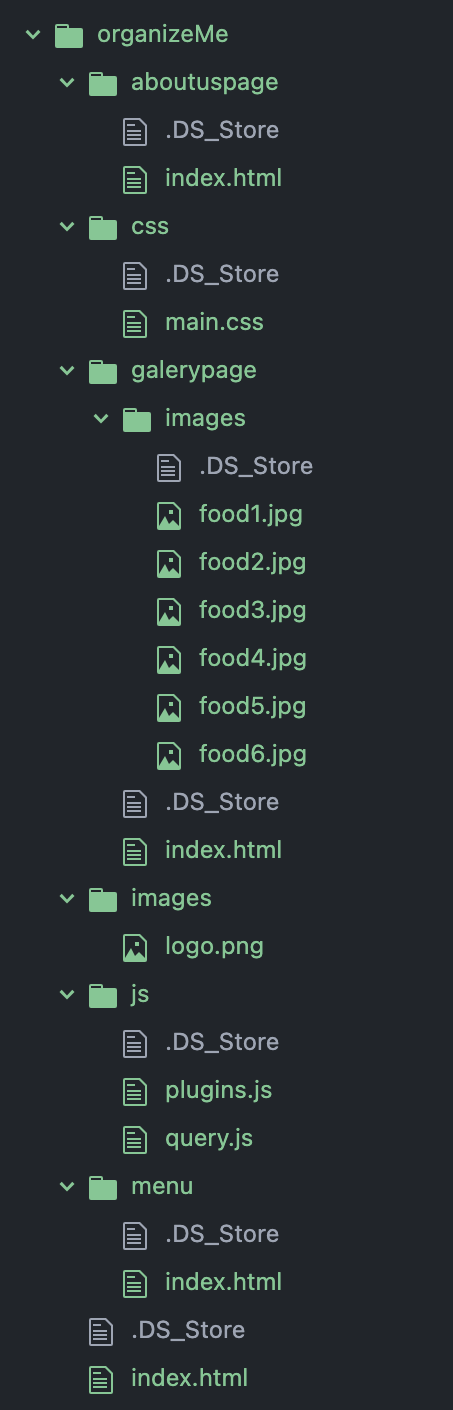 organizeMe
aboutuspage
.DS_Store
index.html
css
.DS_Store
main.css
galerypage
images
.DS_Store
food1.jpg
food2.jpg
food3.jpg
food4.jpg
food5.jpg
food6.jpg
.DS_Store
index.html
images
logo.png
js
.DS_Store
plugins.js
query.js
menu
.DS_Store
index.html
.DS_Store
index.html